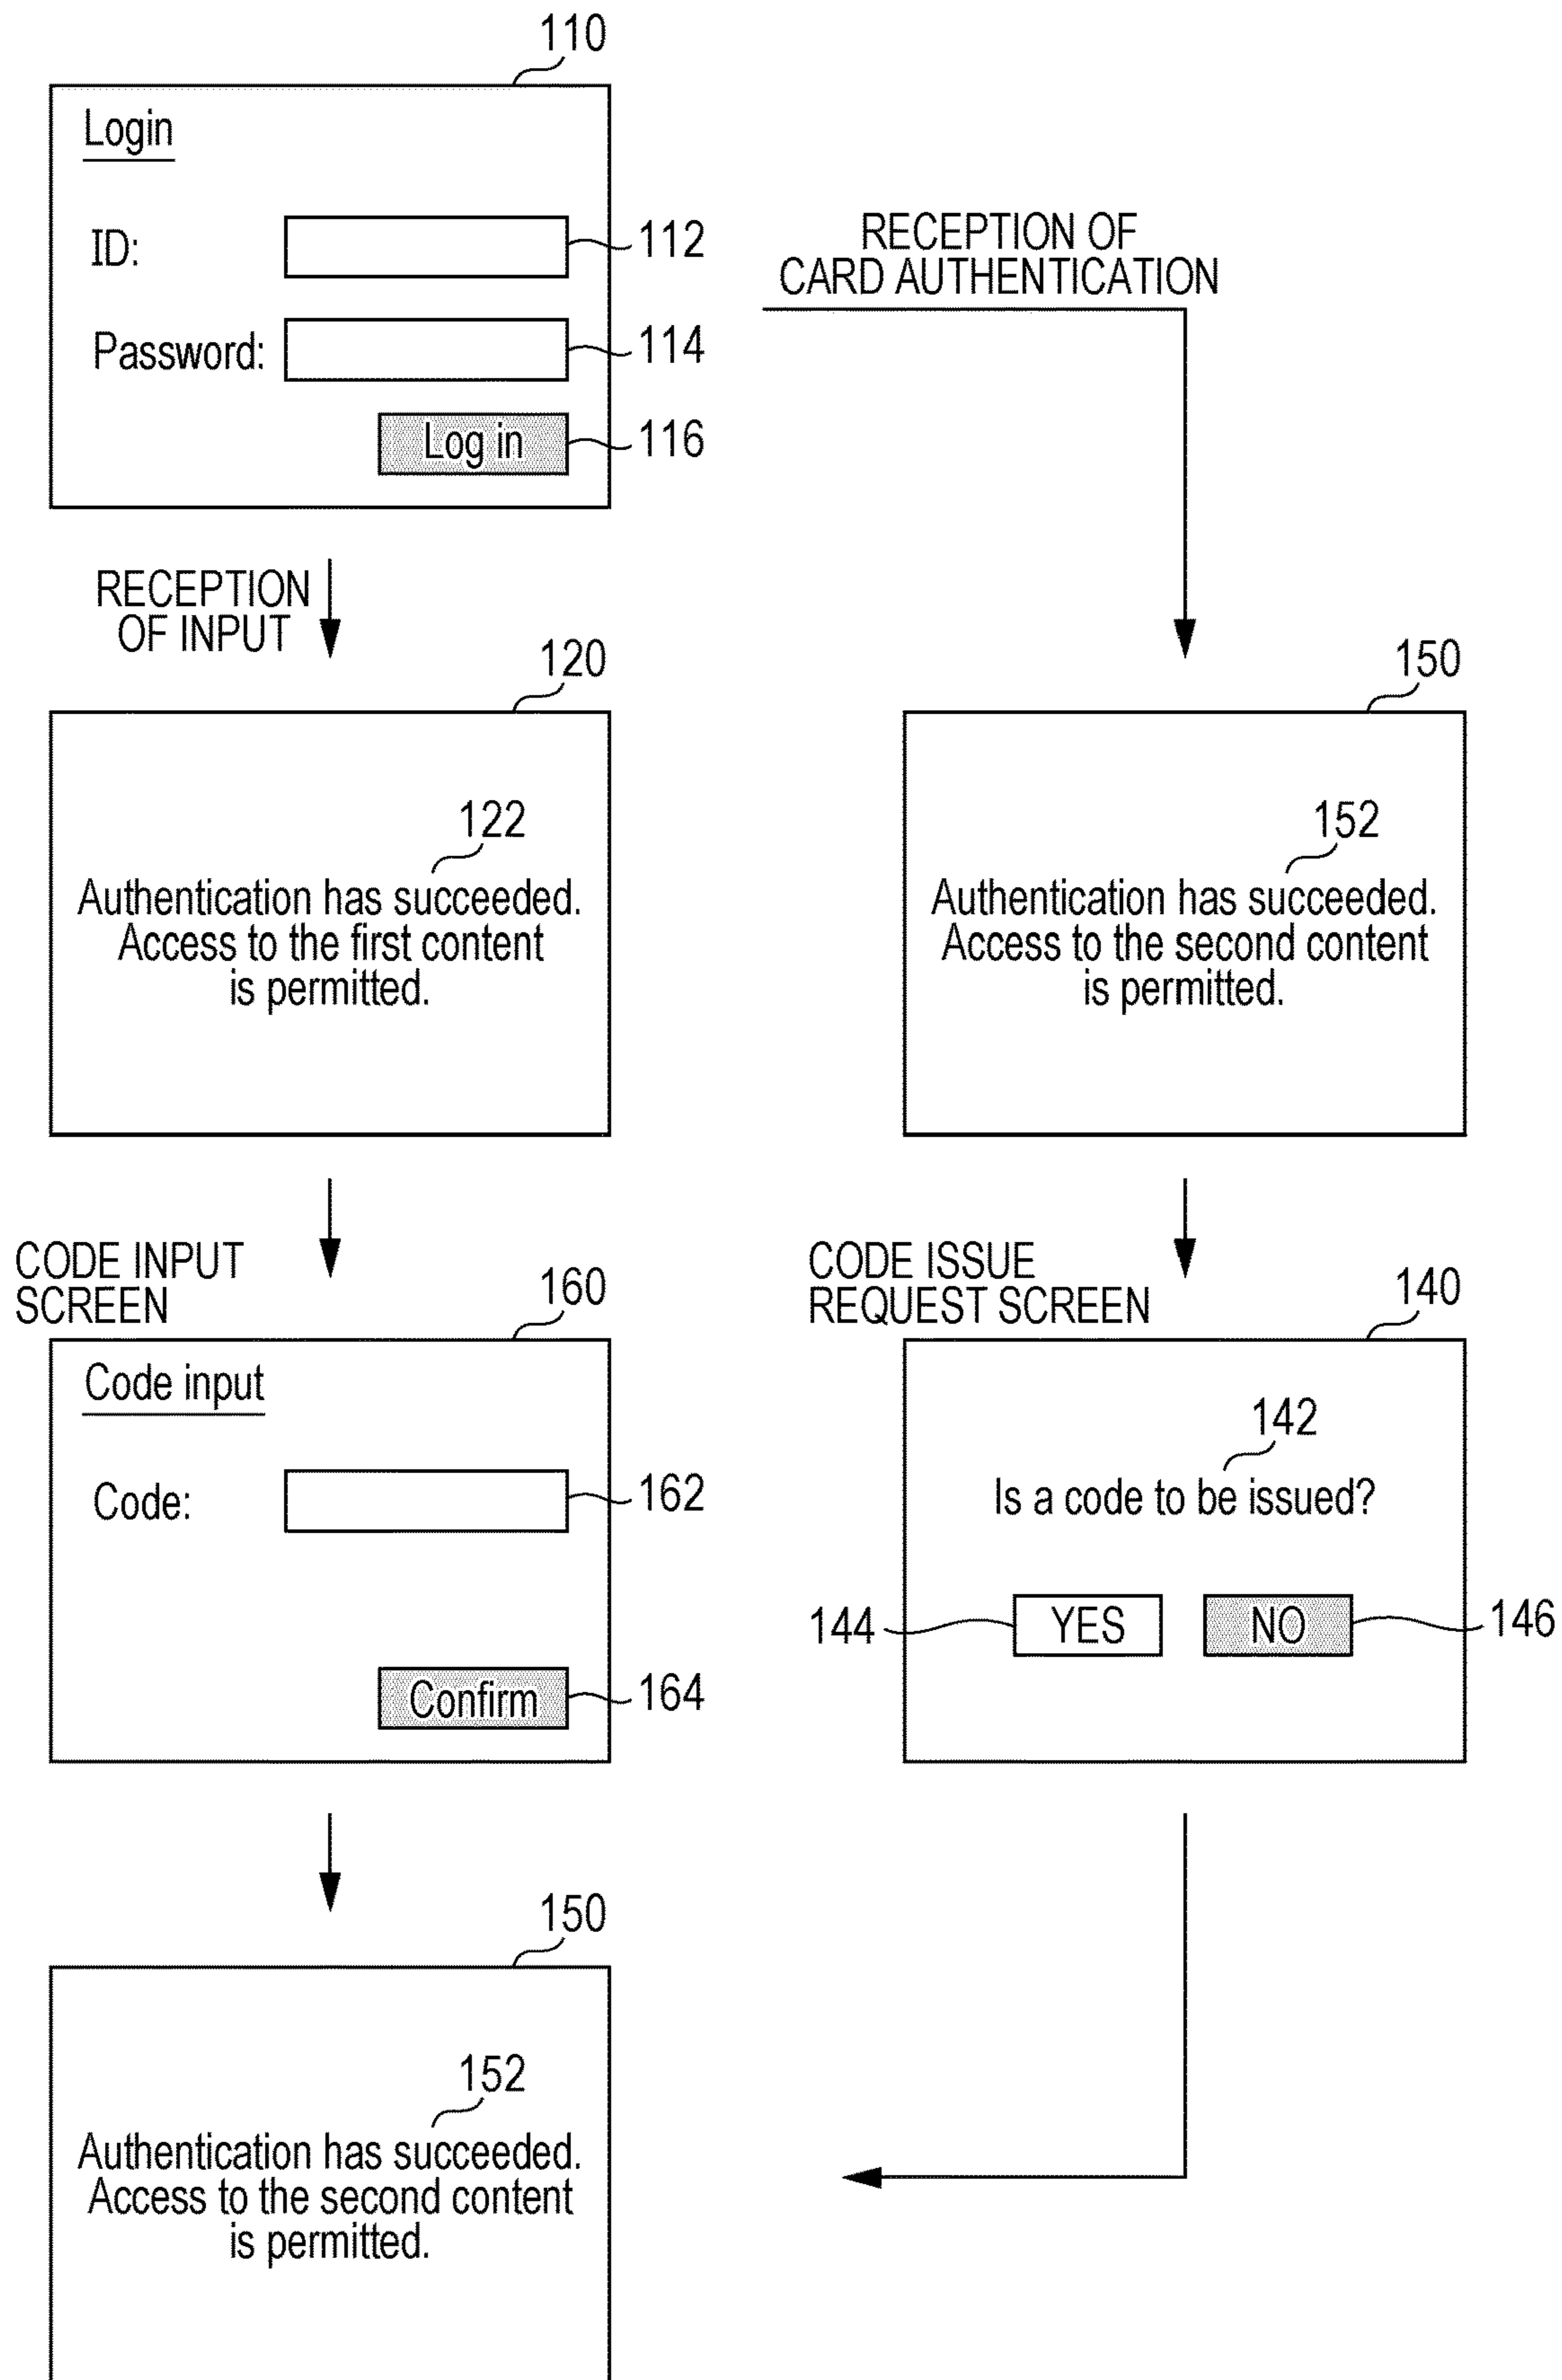 110
Login
ID:
112
Password:
114
Log in
116
RECEPTION OF
CARD AUTHENTICATION
RECEPTION
OF INPUT
120
122
Authentication has succeeded.
Access to the first content
is permitted.
150
152
Authentication has succeeded.
Access to the second content
is permitted.
CODE INPUT
SCREEN
160
Code input
Code:
162
Confirm
164
CODE ISSUE
REQUEST SCREEN
140
142
Is a code to be issued?
144
YES
NO
146
150
152
Authentication has succeeded.
Access to the second content
is permitted.